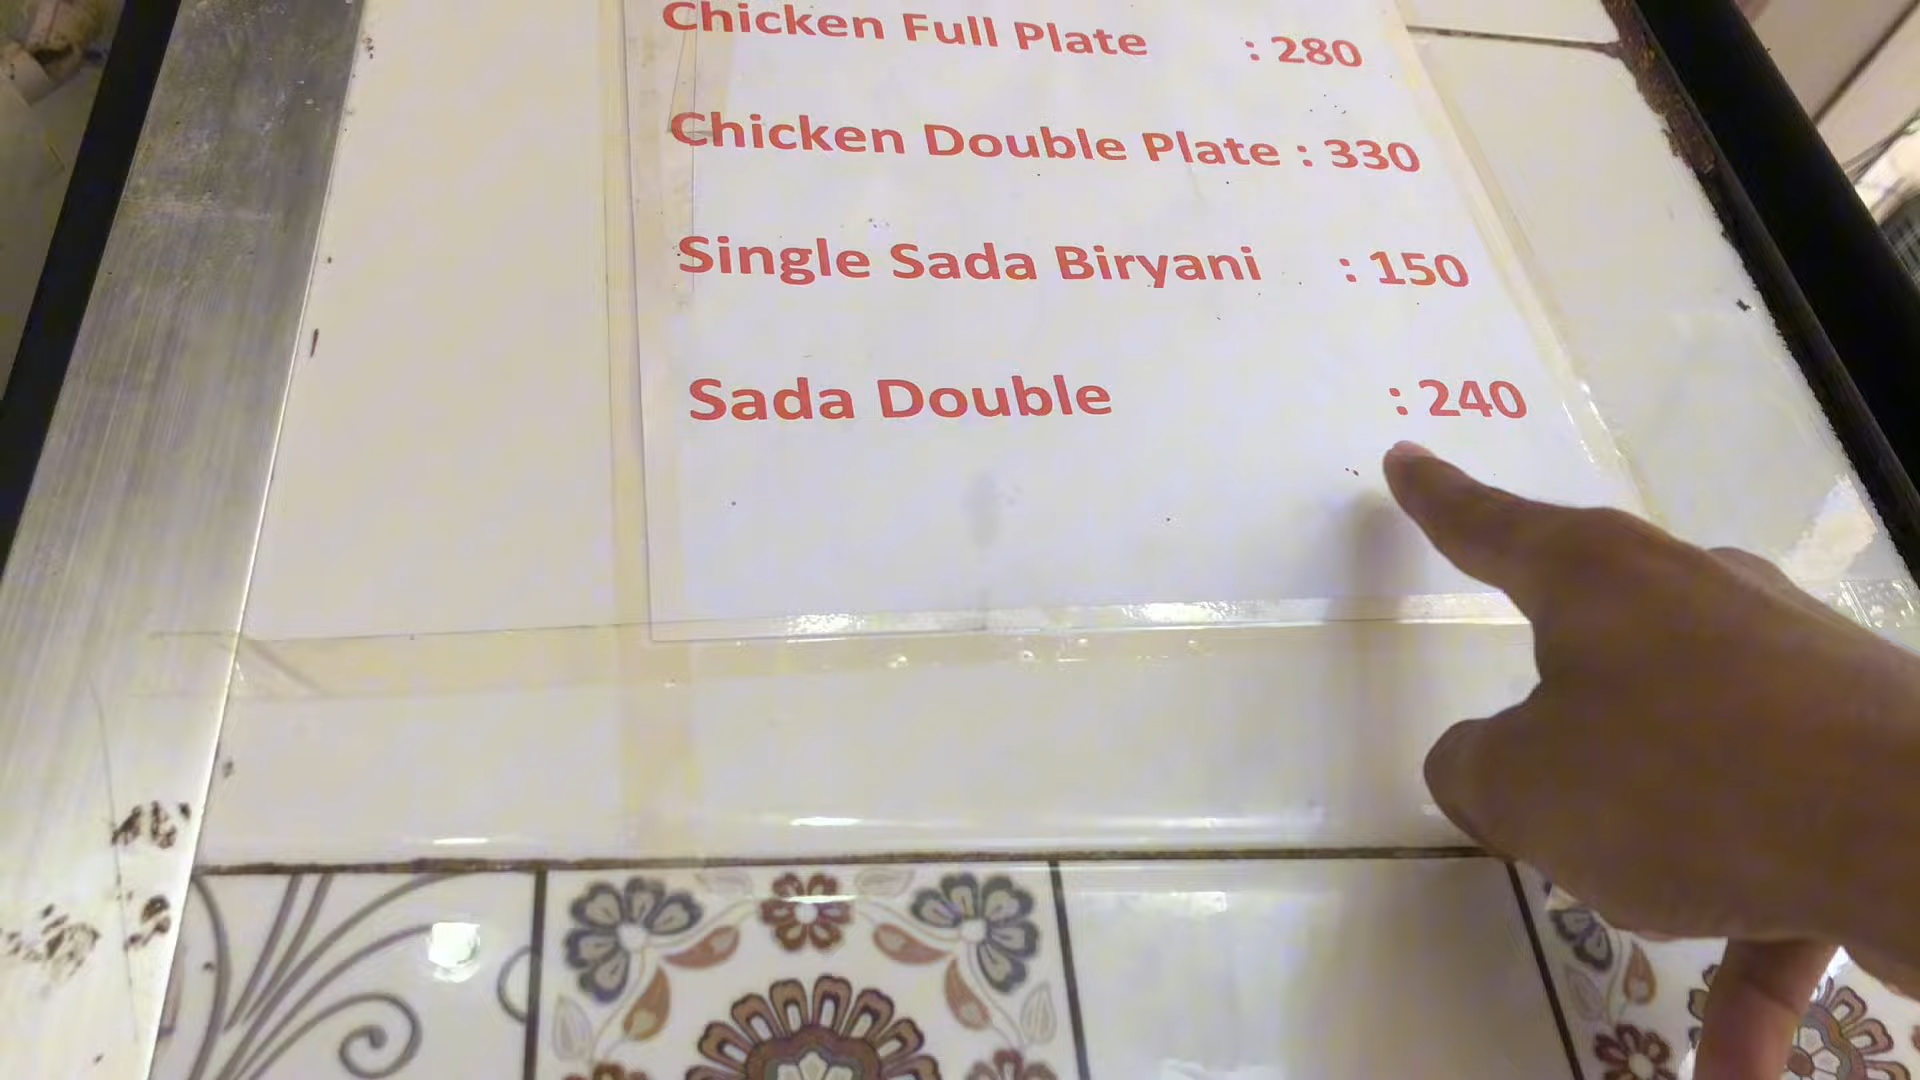 Chicken Full Plate : 280
Chicken Double Plate : 330
Single Sada Biryani : 150
Sada Double : 240